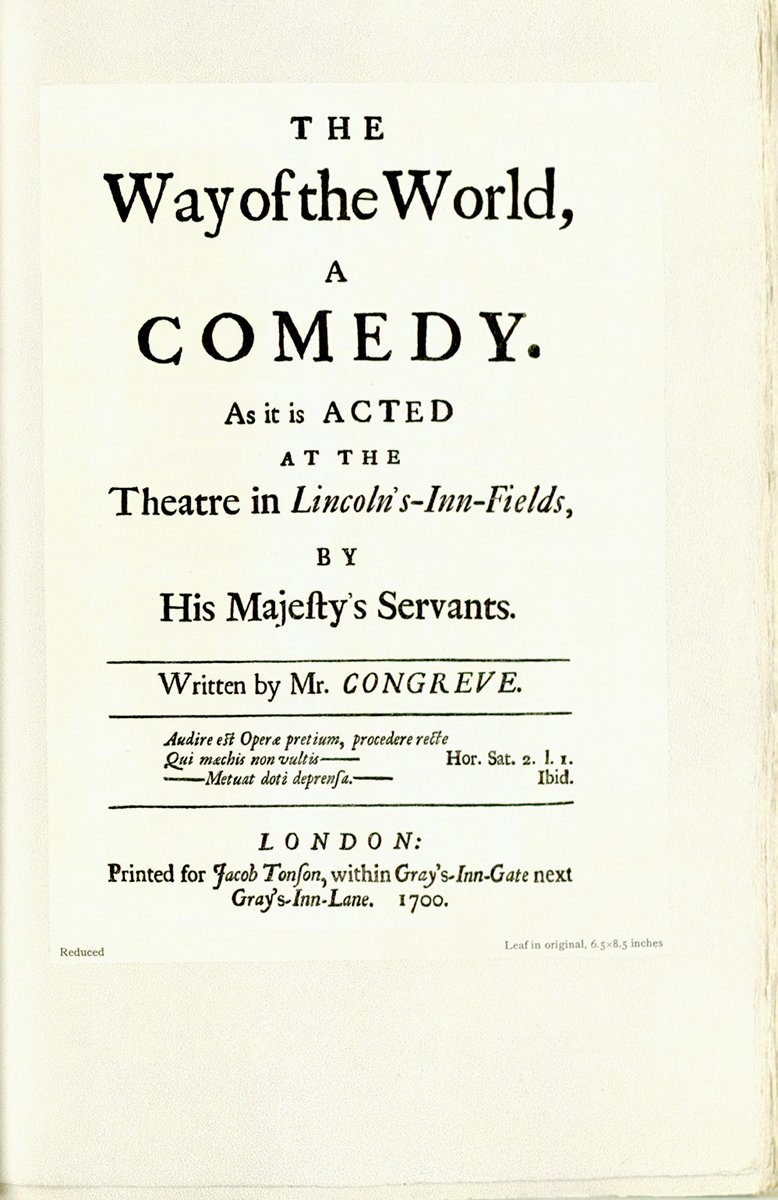 THE
Way of the World,
A
COMEDY.
As it is ACTED
AT THE
Theatre in Lincoln's-Inn-Fields,
BY
His Majeſty's Servants.
Written by Mr. CONGREVE.
Audire eſt Operæ pretium, procedere recte
Qui mæchis non vultis—— Hor. Sat. 2. l. 1.
——Metuat doti deprenſa.—— Ibid.
LONDON:
Printed for Jacob Tonſon, within Gray's-Inn-Gate next
Gray's-Inn-Lane. 1700.
Reduced
Leaf in original, 6.5×8.5 inches